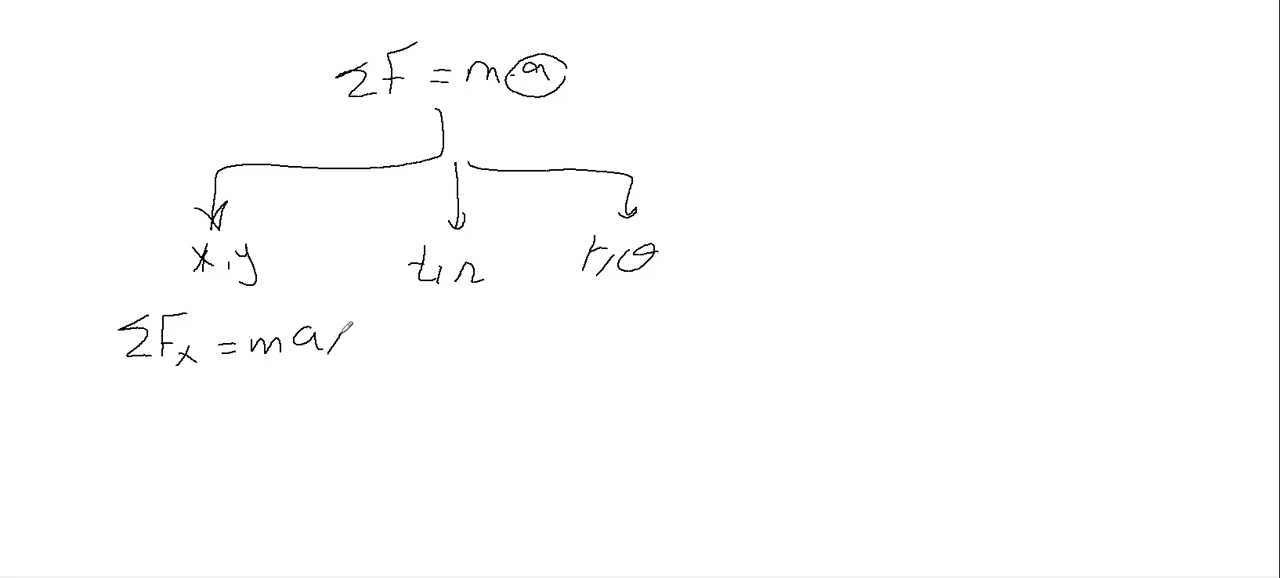 ΣF = ma
x,y t,n r,θ
ΣFx = ma